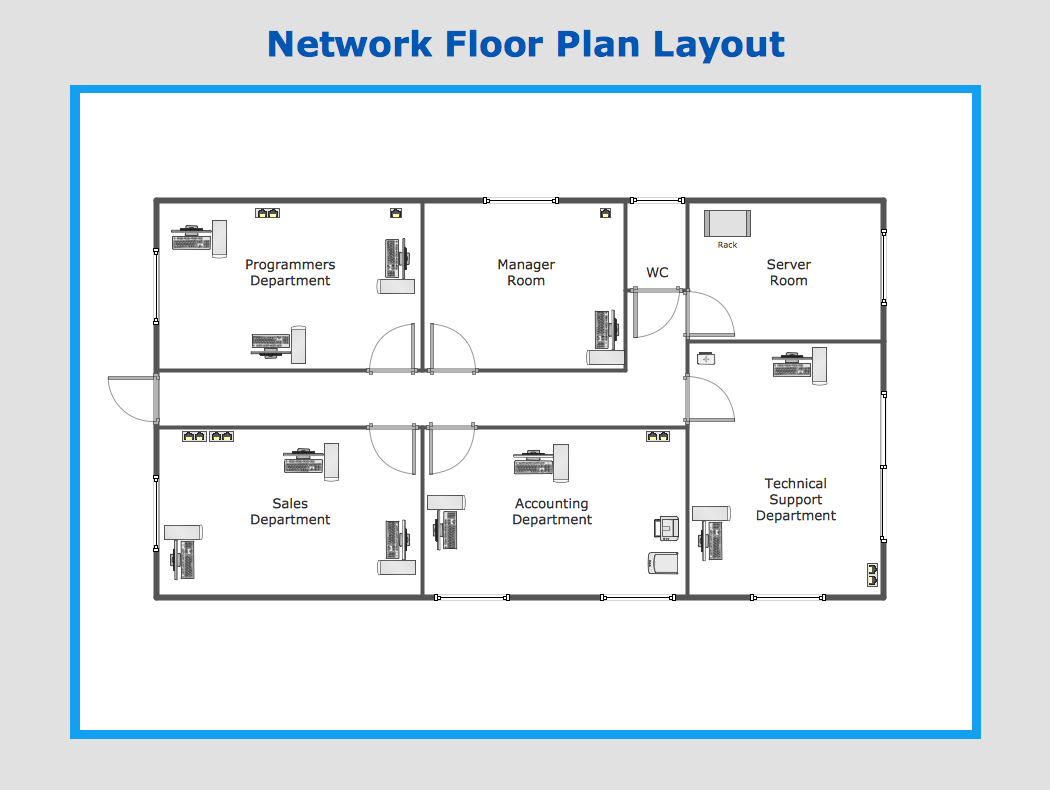 Network Floor Plan Layout
Programmers
Department
Manager
Room
WC
Rack
Server
Room
Sales
Department
Accounting
Department
Technical
Support
Department